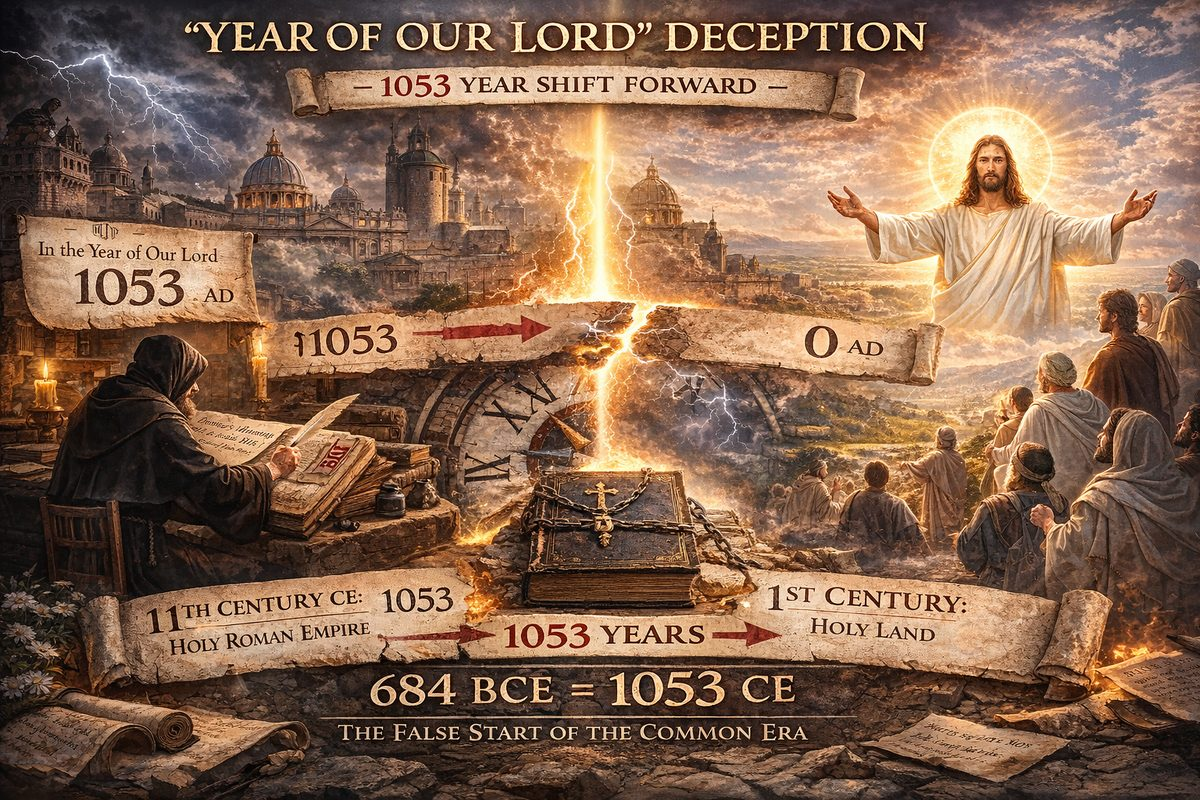 “YEAR OF OUR LORD” DECEPTION
– 1053 YEAR SHIFT FORWARD –
In the Year of Our Lord
1053 AD
1053
0 AD
11TH CENTURY CE: 1053
HOLY ROMAN EMPIRE
1053 YEARS
1ST CENTURY:
HOLY LAND
684 BCE = 1053 CE
THE FALSE START OF THE COMMON ERA